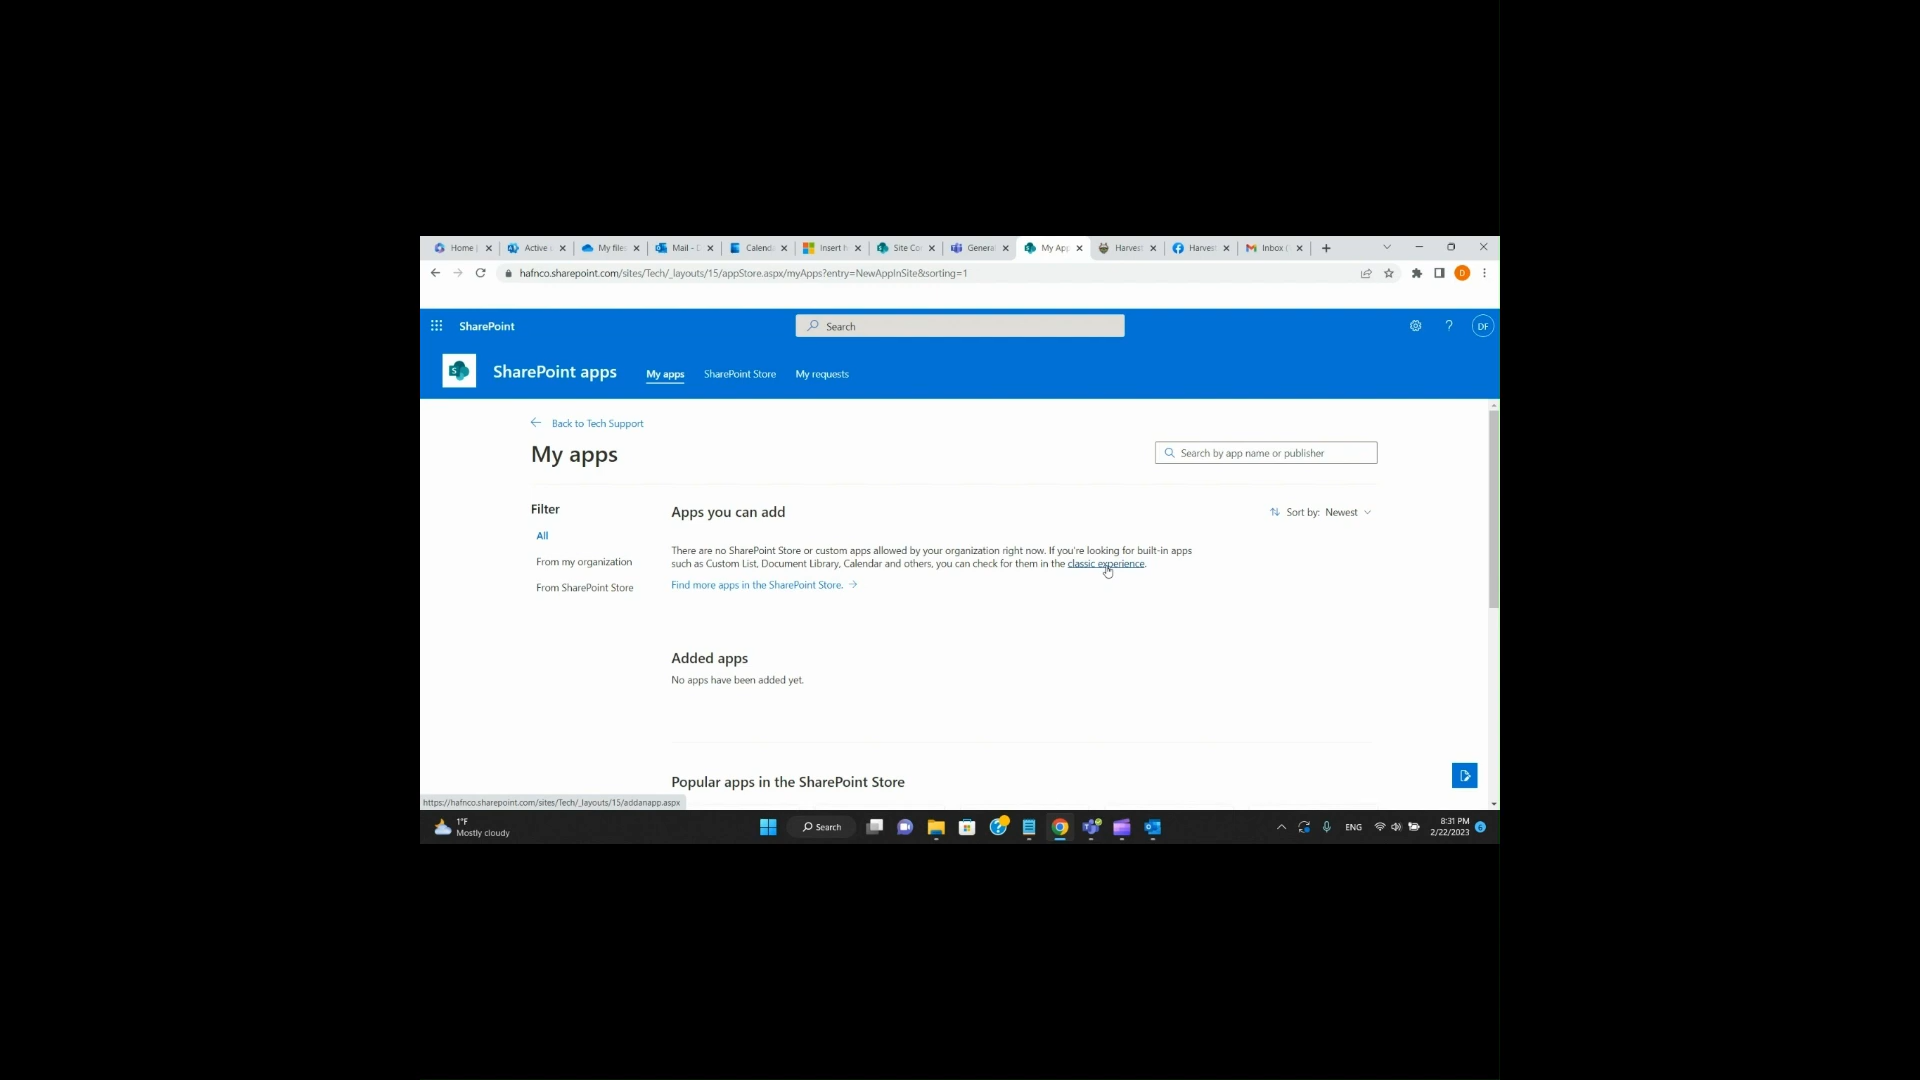 Home
Active
My files
Mail -
Calend
Insert
Site Co
General
My App
Harvest
Harvest
Inbox (
hafnco.sharepoint.com/sites/Tech/_layouts/15/appStore.aspx/myApps?entry=NewAppInSite&sorting=1
D
SharePoint
Search
?
DF
S
SharePoint apps
My apps
SharePoint Store
My requests
Back to Tech Support
My apps
Search by app name or publisher
Filter
All
From my organization
From SharePoint Store
Apps you can add
Sort by: Newest
There are no SharePoint Store or custom apps allowed by your organization right now. If you're looking for built-in apps
such as Custom List, Document Library, Calendar and others, you can check for them in the classic experience.
Find more apps in the SharePoint Store.
Added apps
No apps have been added yet.
Popular apps in the SharePoint Store
https://hafnco.sharepoint.com/sites/Tech/_layouts/15/addanapp.aspx
1°F
Mostly cloudy
Search
ENG
8:31 PM
2/22/2023
6